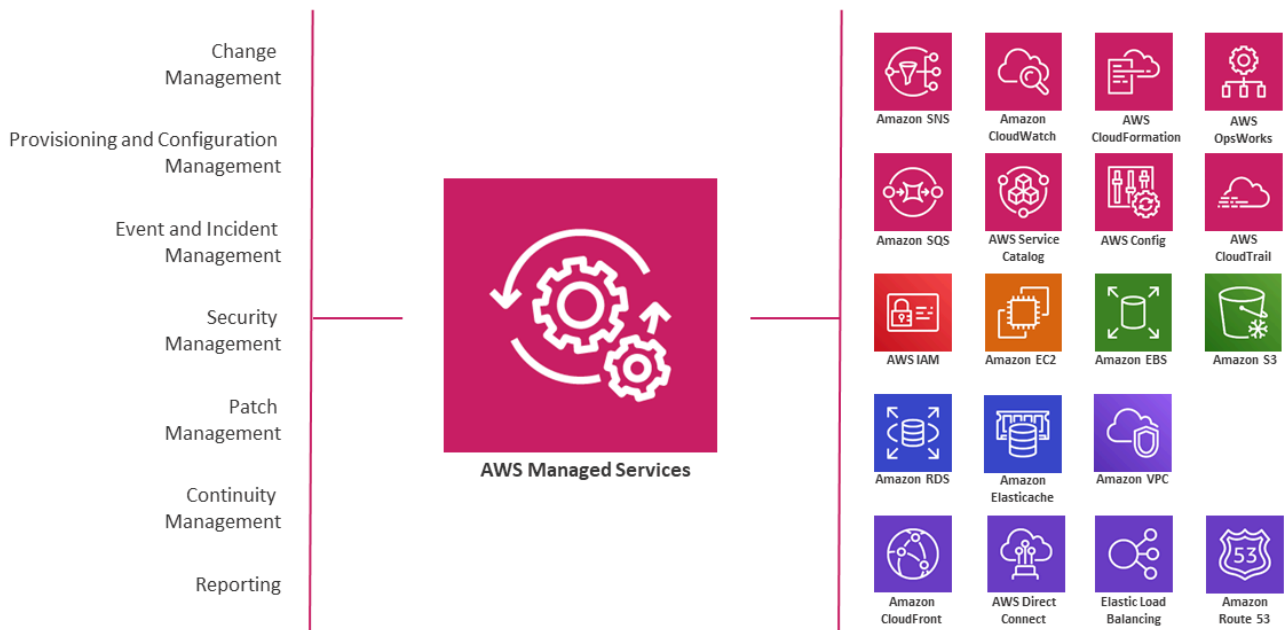 Change
Management
Provisioning and Configuration
Management
Event and Incident
Management
Security
Management
Patch
Management
Continuity
Management
Reporting
AWS Managed Services
Amazon SNS
Amazon
CloudWatch
AWS
CloudFormation
AWS
OpsWorks
Amazon SQS
AWS Service
Catalog
AWS Config
AWS
CloudTrail
AWS IAM
Amazon EC2
Amazon EBS
Amazon S3
Amazon RDS
Amazon
Elasticache
Amazon VPC
Amazon
CloudFront
AWS Direct
Connect
Elastic Load
Balancing
53
Amazon
Route 53